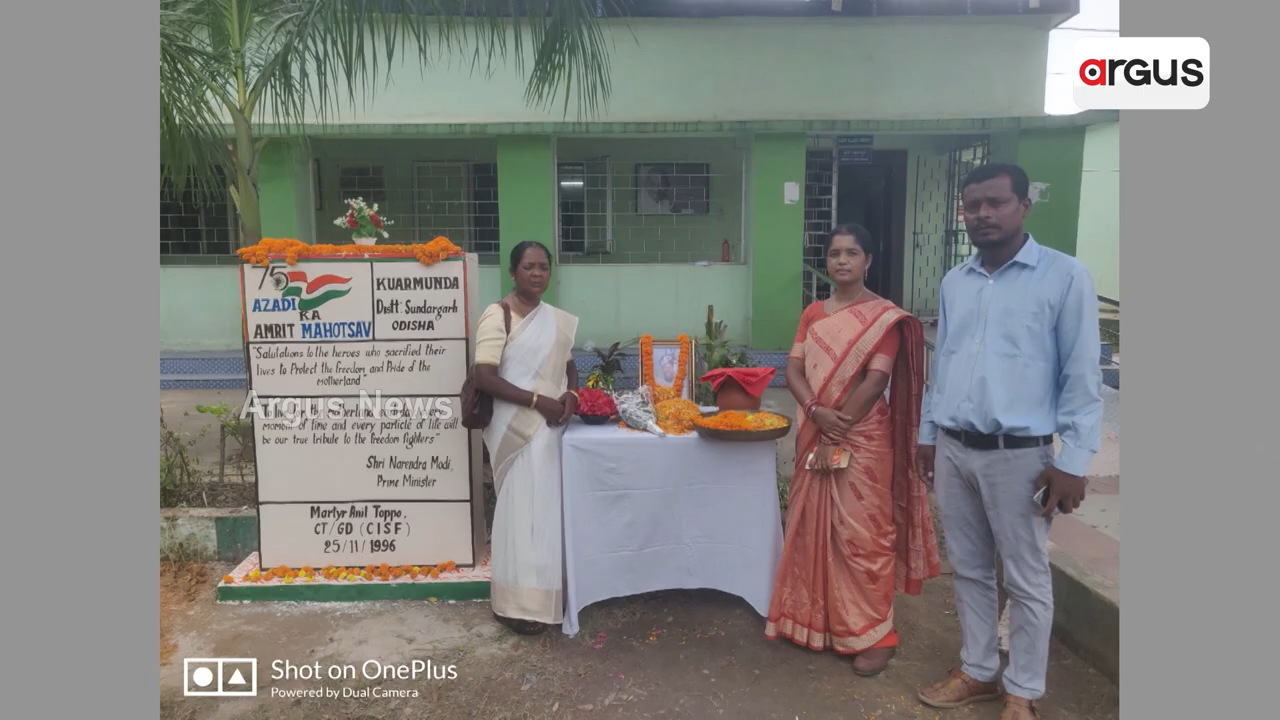 argus
75
AZADI
KA
AMRIT MAHOTSAV
KUARMUNDA
Distt: Sundargarh
ODISHA
"Salutations to the heroes who sacrificed their
lives to Protect the freedom and Pride of the
motherland"
Argus News
moment of time and every particle of life will
be our true tribute to the freedom fighters"
Shri Narendra Modi,
Prime Minister
Martyr Anil Toppo.
CT/GD (CISF)
25/11/1996
Shot on OnePlus
Powered by Dual Camera